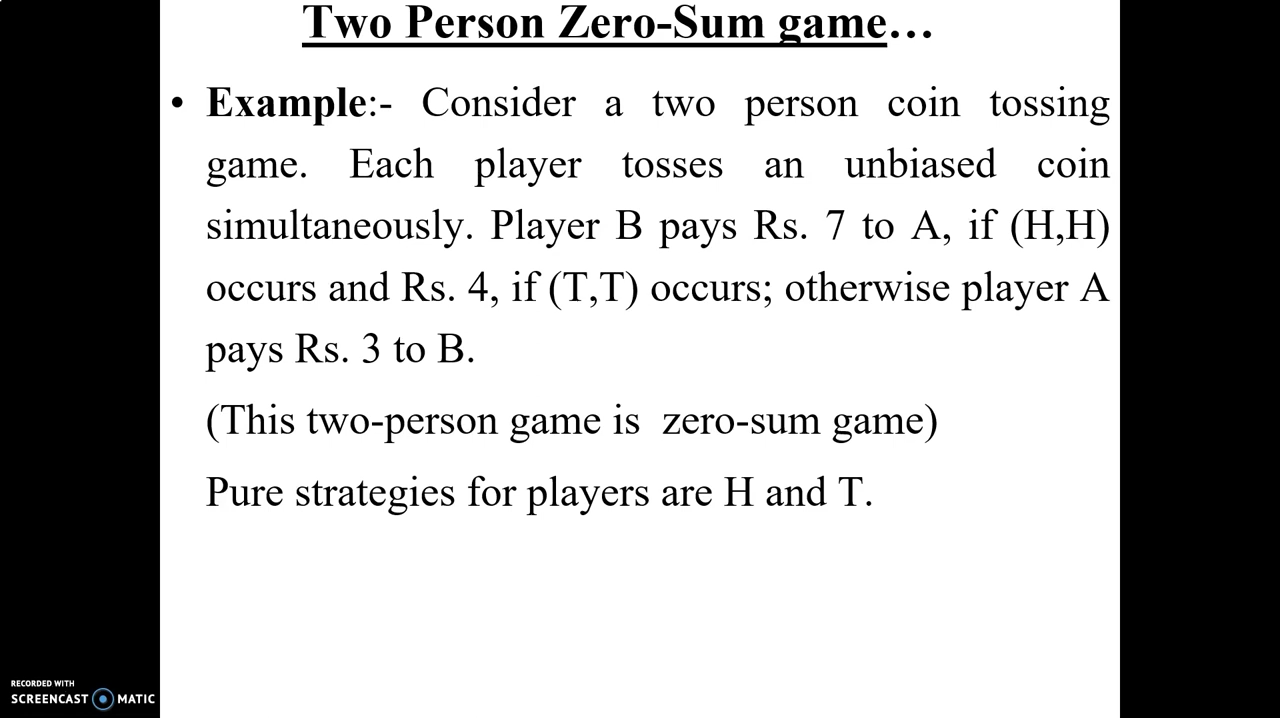 Two Person Zero-Sum game…
• Example:- Consider a two person coin tossing
game. Each player tosses an unbiased coin
simultaneously. Player B pays Rs. 7 to A, if (H,H)
occurs and Rs. 4, if (T,T) occurs; otherwise player A
pays Rs. 3 to B.
(This two-person game is zero-sum game)
Pure strategies for players are H and T.
RECORDED WITH
SCREENCAST MATIC